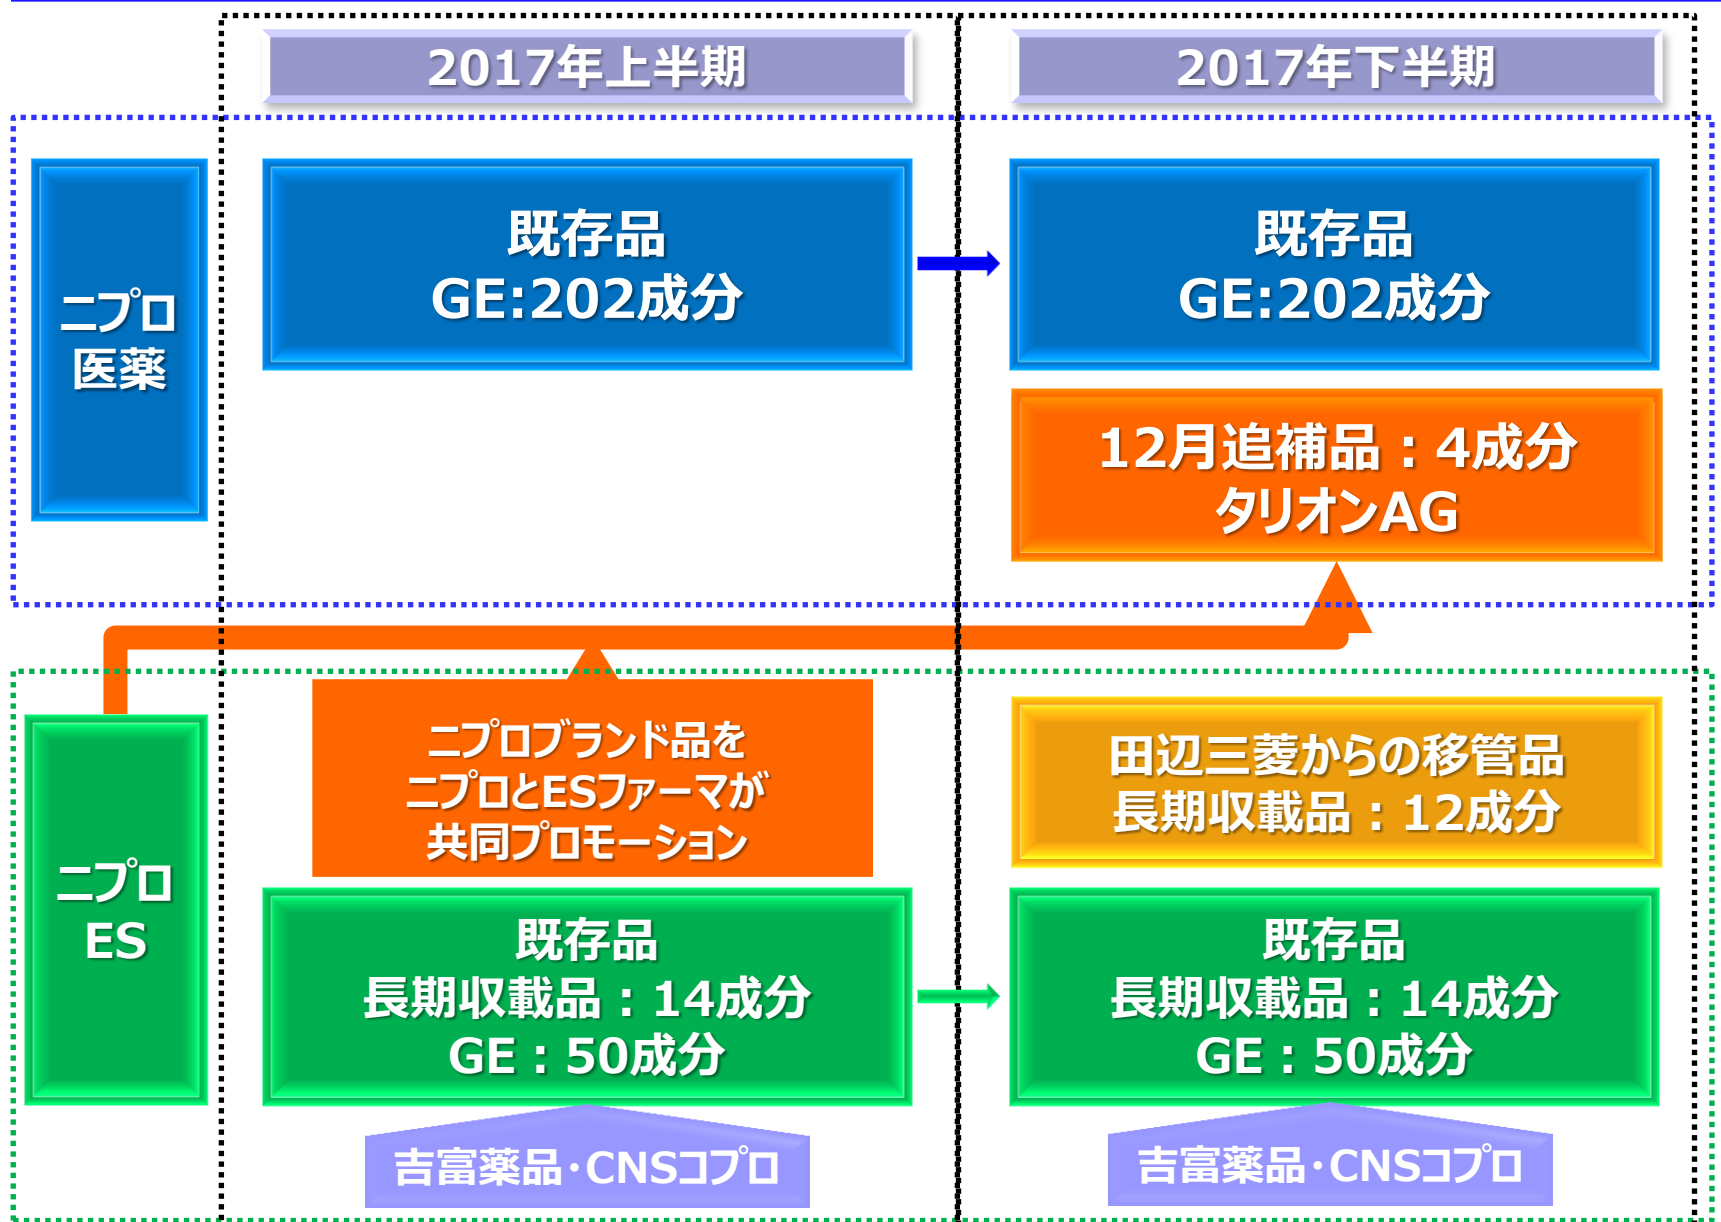 2017年上半期
2017年下半期
ニプロ
医薬
既存品
GE:202成分
既存品
GE:202成分
12月追補品：4成分
タリオンAG
ニプロ
ES
ニプロブランド品を
ニプロとESファーマが
共同プロモーション
田辺三菱からの移管品
長期収載品：12成分
既存品
長期収載品：14成分
GE：50成分
既存品
長期収載品：14成分
GE：50成分
吉富薬品・CNSコプロ
吉富薬品・CNSコプロ